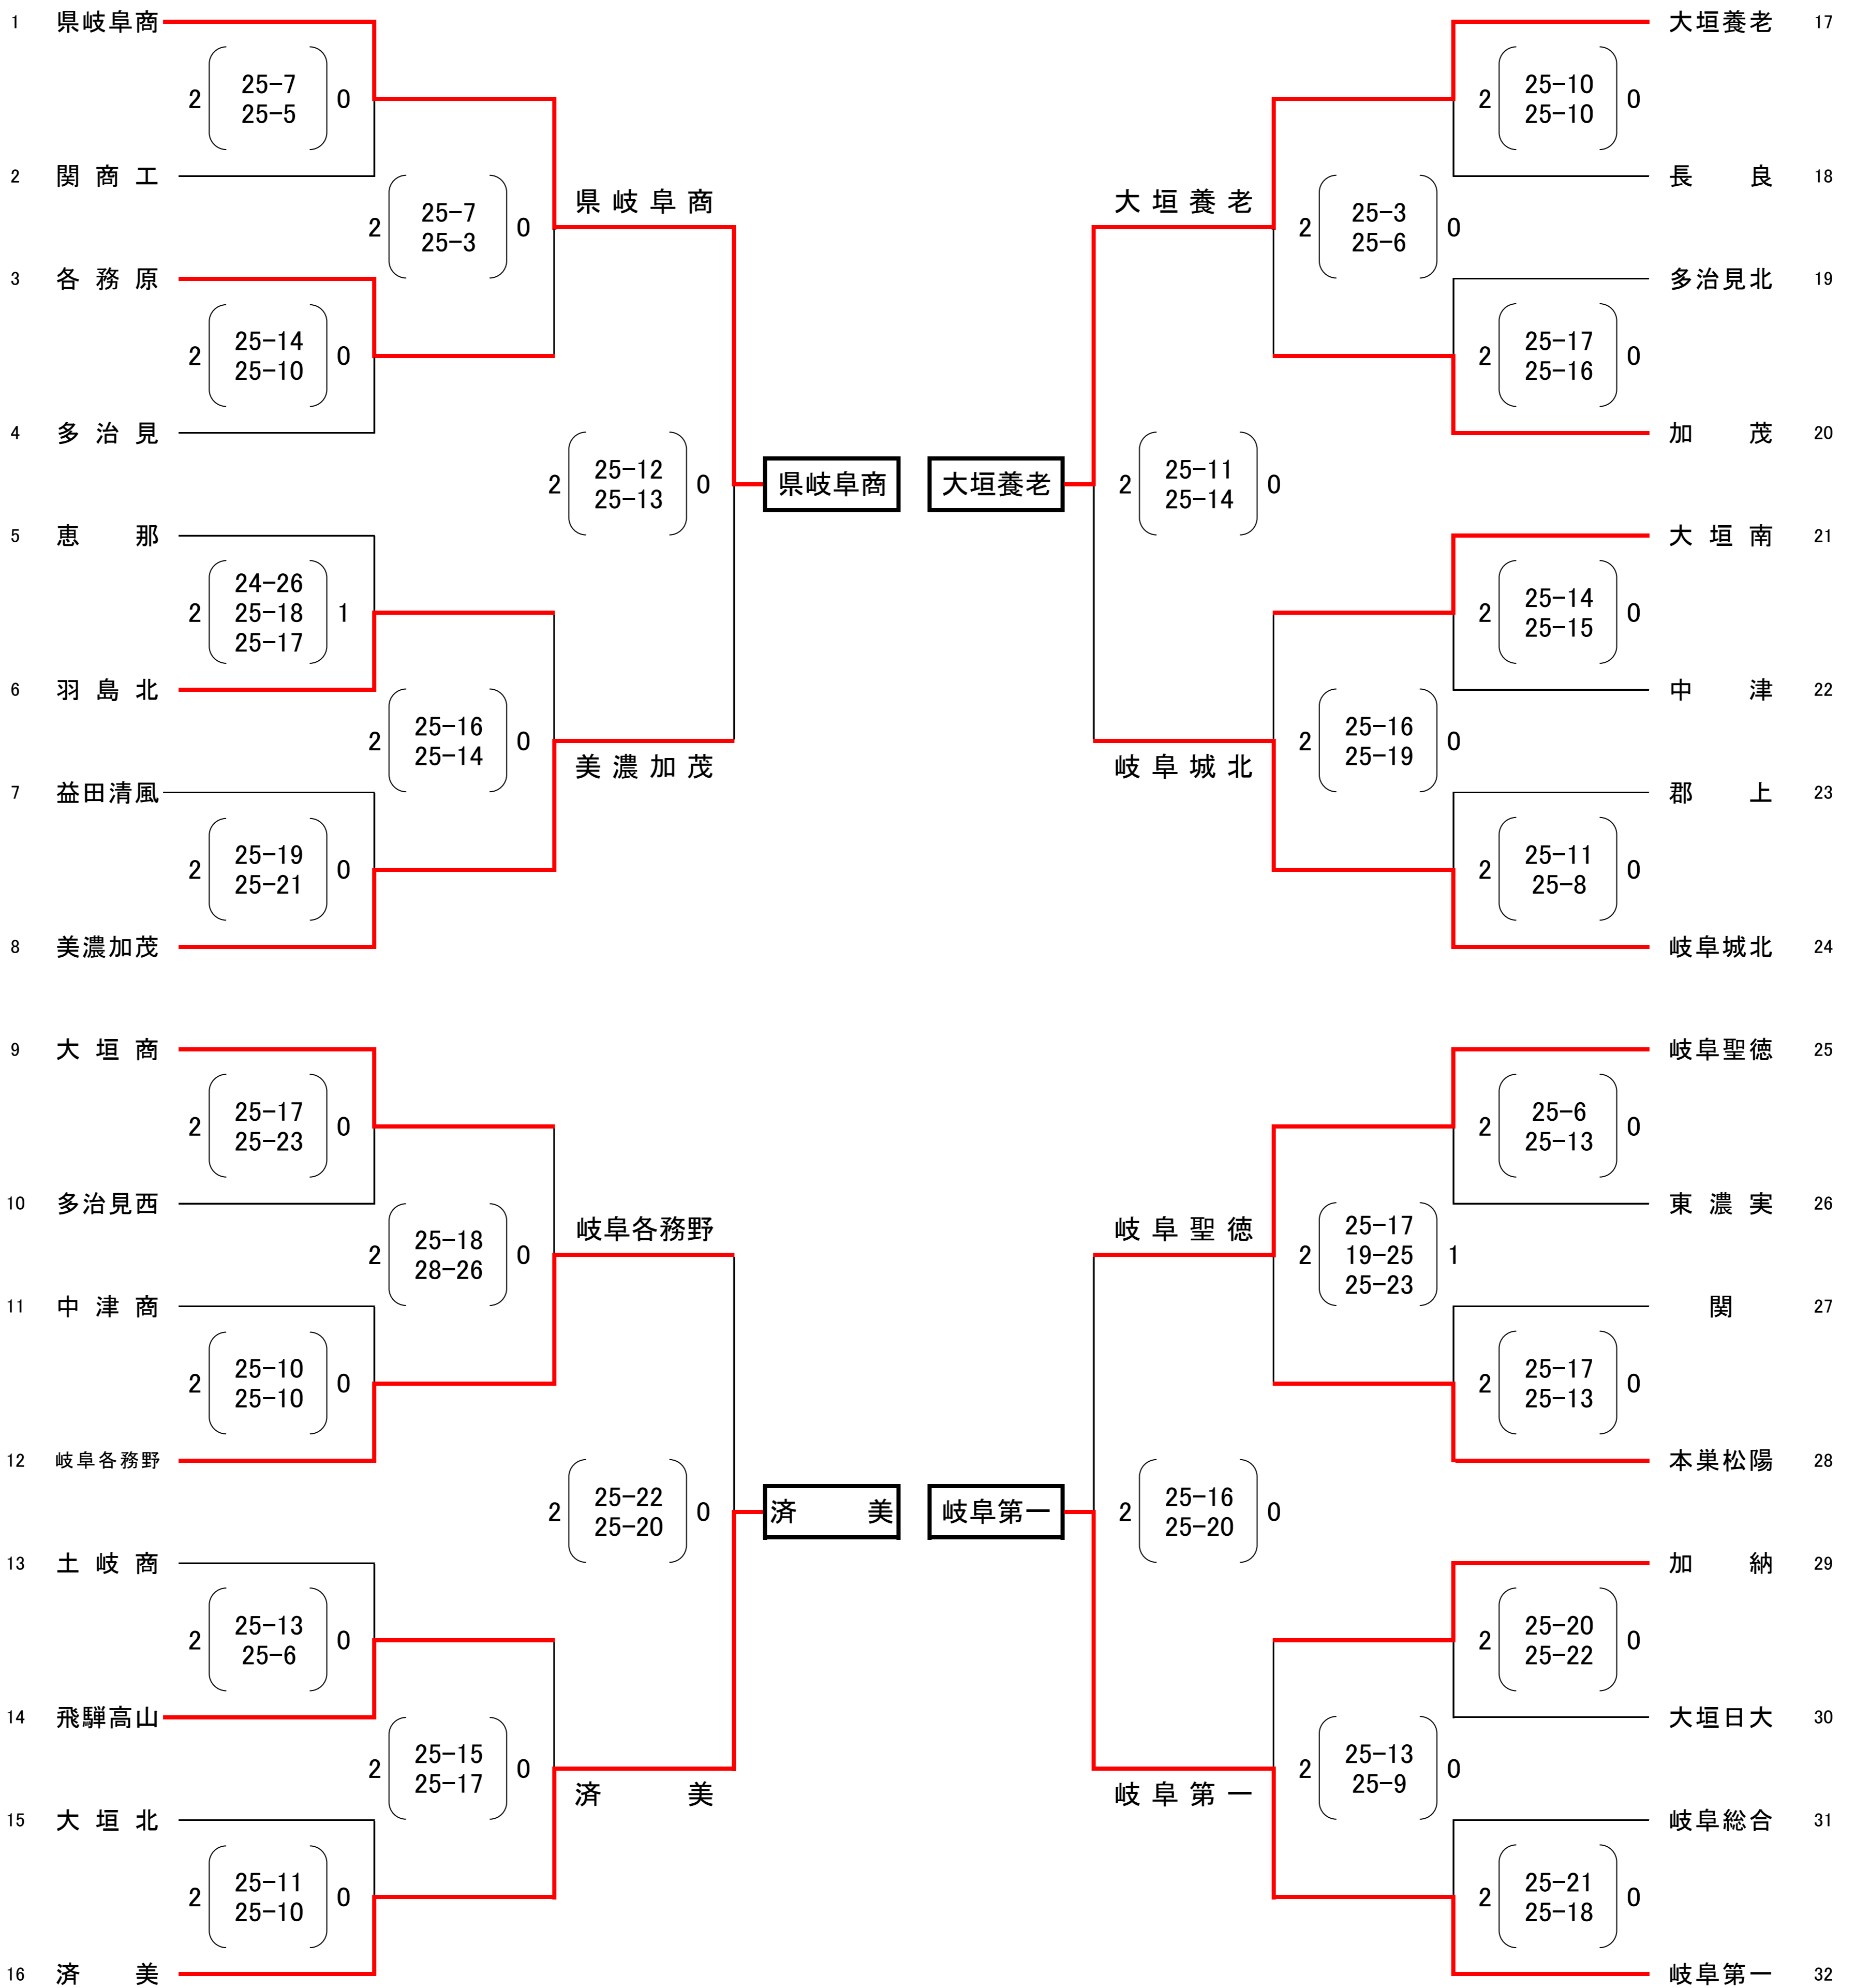 1 県岐阜商
2 ( 25-7 25-5 ) 0
2 関商工
2 ( 25-7 25-3 ) 0
県岐阜商
3 各務原
2 ( 25-14 25-10 ) 0
4 多治見
2 ( 25-12 25-13 ) 0
県岐阜商
5 恵那
2 ( 24-26 25-18 25-17 ) 1
6 羽島北
2 ( 25-16 25-14 ) 0
美濃加茂
7 益田清風
2 ( 25-19 25-21 ) 0
8 美濃加茂
9 大垣商
2 ( 25-17 25-23 ) 0
10 多治見西
2 ( 25-18 28-26 ) 0
岐阜各務野
11 中津商
2 ( 25-10 25-10 ) 0
12 岐阜各務野
2 ( 25-22 25-20 ) 0
済美
13 土岐商
2 ( 25-13 25-6 ) 0
14 飛騨高山
2 ( 25-15 25-17 ) 0
済美
15 大垣北
2 ( 25-11 25-10 ) 0
16 済美
大垣養老 17
2 ( 25-10 25-10 ) 0
長良 18
大垣養老
2 ( 25-3 25-6 ) 0
多治見北 19
2 ( 25-17 25-16 ) 0
加茂 20
大垣養老
2 ( 25-11 25-14 ) 0
大垣南 21
2 ( 25-14 25-15 ) 0
中津 22
岐阜城北
2 ( 25-16 25-19 ) 0
郡上 23
2 ( 25-11 25-8 ) 0
岐阜城北 24
岐阜聖徳 25
2 ( 25-6 25-13 ) 0
東濃実 26
岐阜聖徳
2 ( 25-17 19-25 25-23 ) 1
関 27
2 ( 25-17 25-13 ) 0
本巣松陽 28
岐阜第一
2 ( 25-16 25-20 ) 0
加納 29
2 ( 25-20 25-22 ) 0
大垣日大 30
岐阜第一
2 ( 25-13 25-9 ) 0
岐阜総合 31
2 ( 25-21 25-18 ) 0
岐阜第一 32